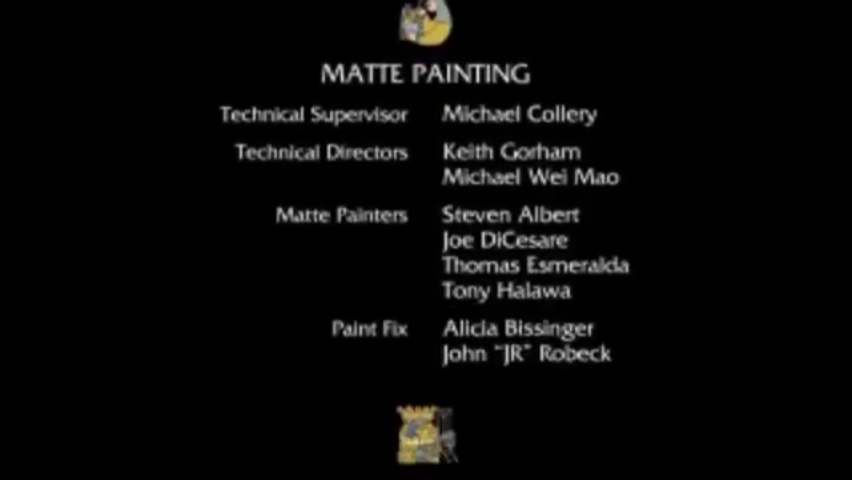 MATTE PAINTING
Technical Supervisor Michael Collery
Technical Directors Keith Gorham
Michael Wei Mao
Matte Painters Steven Albert
Joe DiCesare
Thomas Esmeralda
Tony Halawa
Paint Fix Alicia Bissinger
John "JR" Robeck